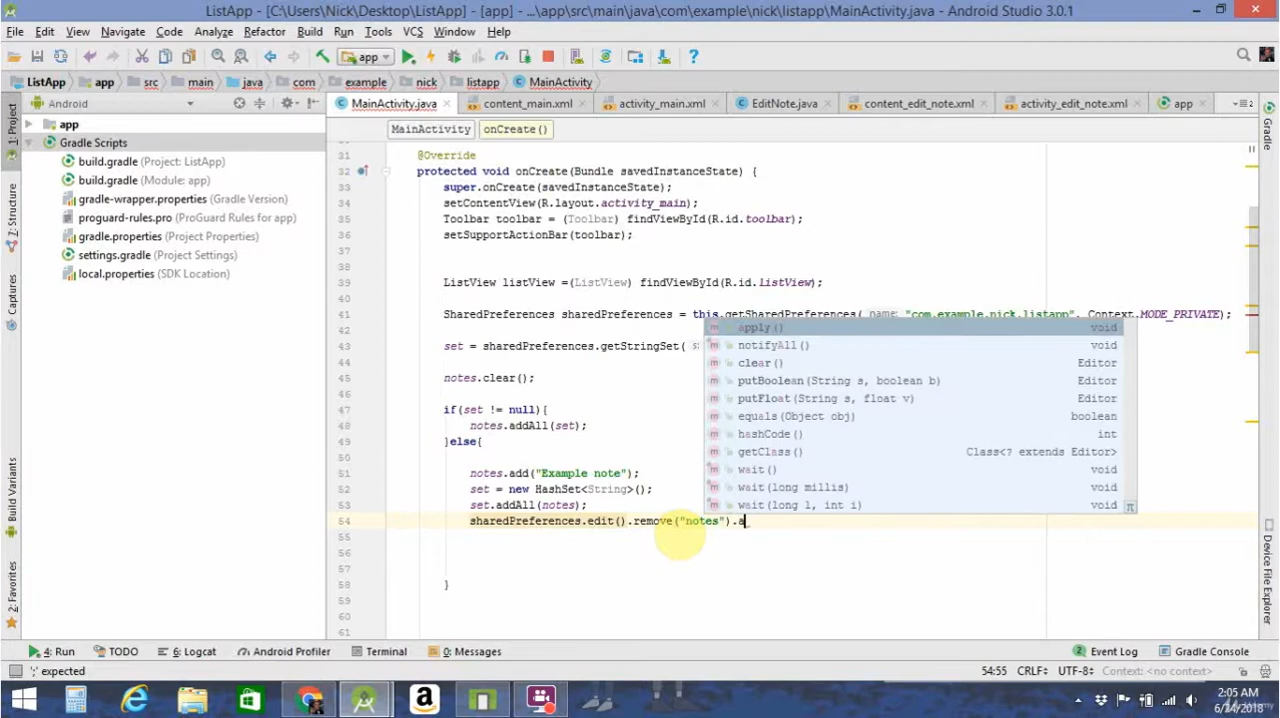 ListApp - [C:\Users\Nick\Desktop\ListApp] - [app] - ...\app\src\main\java\com\example\nick\listapp\MainActivity.java - Android Studio 3.0.1
File Edit View Navigate Code Analyze Refactor Build Run Tools VCS Window Help
app
ListApp app src main java com example nick listapp MainActivity
1: Project
Android
MainActivity.java content_main.xml activity_main.xml EditNote.java content_edit_note.xml activity_edit_note.xml app
Gradle
app
Gradle Scripts
build.gradle (Project: ListApp)
build.gradle (Module: app)
gradle-wrapper.properties (Gradle Version)
proguard-rules.pro (ProGuard Rules for app)
gradle.properties (Project Properties)
settings.gradle (Project Settings)
local.properties (SDK Location)
7: Structure
Captures
Build Variants
2: Favorites
MainActivity onCreate()
31 @Override
32 protected void onCreate(Bundle savedInstanceState) {
33 super.onCreate(savedInstanceState);
34 setContentView(R.layout.activity_main);
35 Toolbar toolbar = (Toolbar) findViewById(R.id.toolbar);
36 setSupportActionBar(toolbar);
37
38
39 ListView listView =(ListView) findViewById(R.id.listView);
40
41 SharedPreferences sharedPreferences = this.getSharedPreferences( name: "com.example.nick.listapp", Context.MODE_PRIVATE);
42
43 set = sharedPreferences.getStringSet(
44
45 notes.clear();
46
47 if(set != null){
48 notes.addAll(set);
49 }else{
50
51 notes.add("Example note");
52 set = new HashSet<String>();
53 set.addAll(notes);
54 sharedPreferences.edit().remove("notes").a
55
56
57
58 }
59
60
61
apply() void
notifyAll() void
clear() Editor
putBoolean(String s, boolean b) Editor
putFloat(String s, float v) Editor
equals(Object obj) boolean
hashCode() int
getClass() Class<? extends Editor>
wait() void
wait(long millis) void
wait(long l, int i) void
π
Device File Explorer
4: Run TODO 6: Logcat Android Profiler Terminal 0: Messages Event Log Gradle Console
';' expected 54:55 CRLF÷ UTF-8÷ Context: <no context>
2:05 AM
6/24/2018